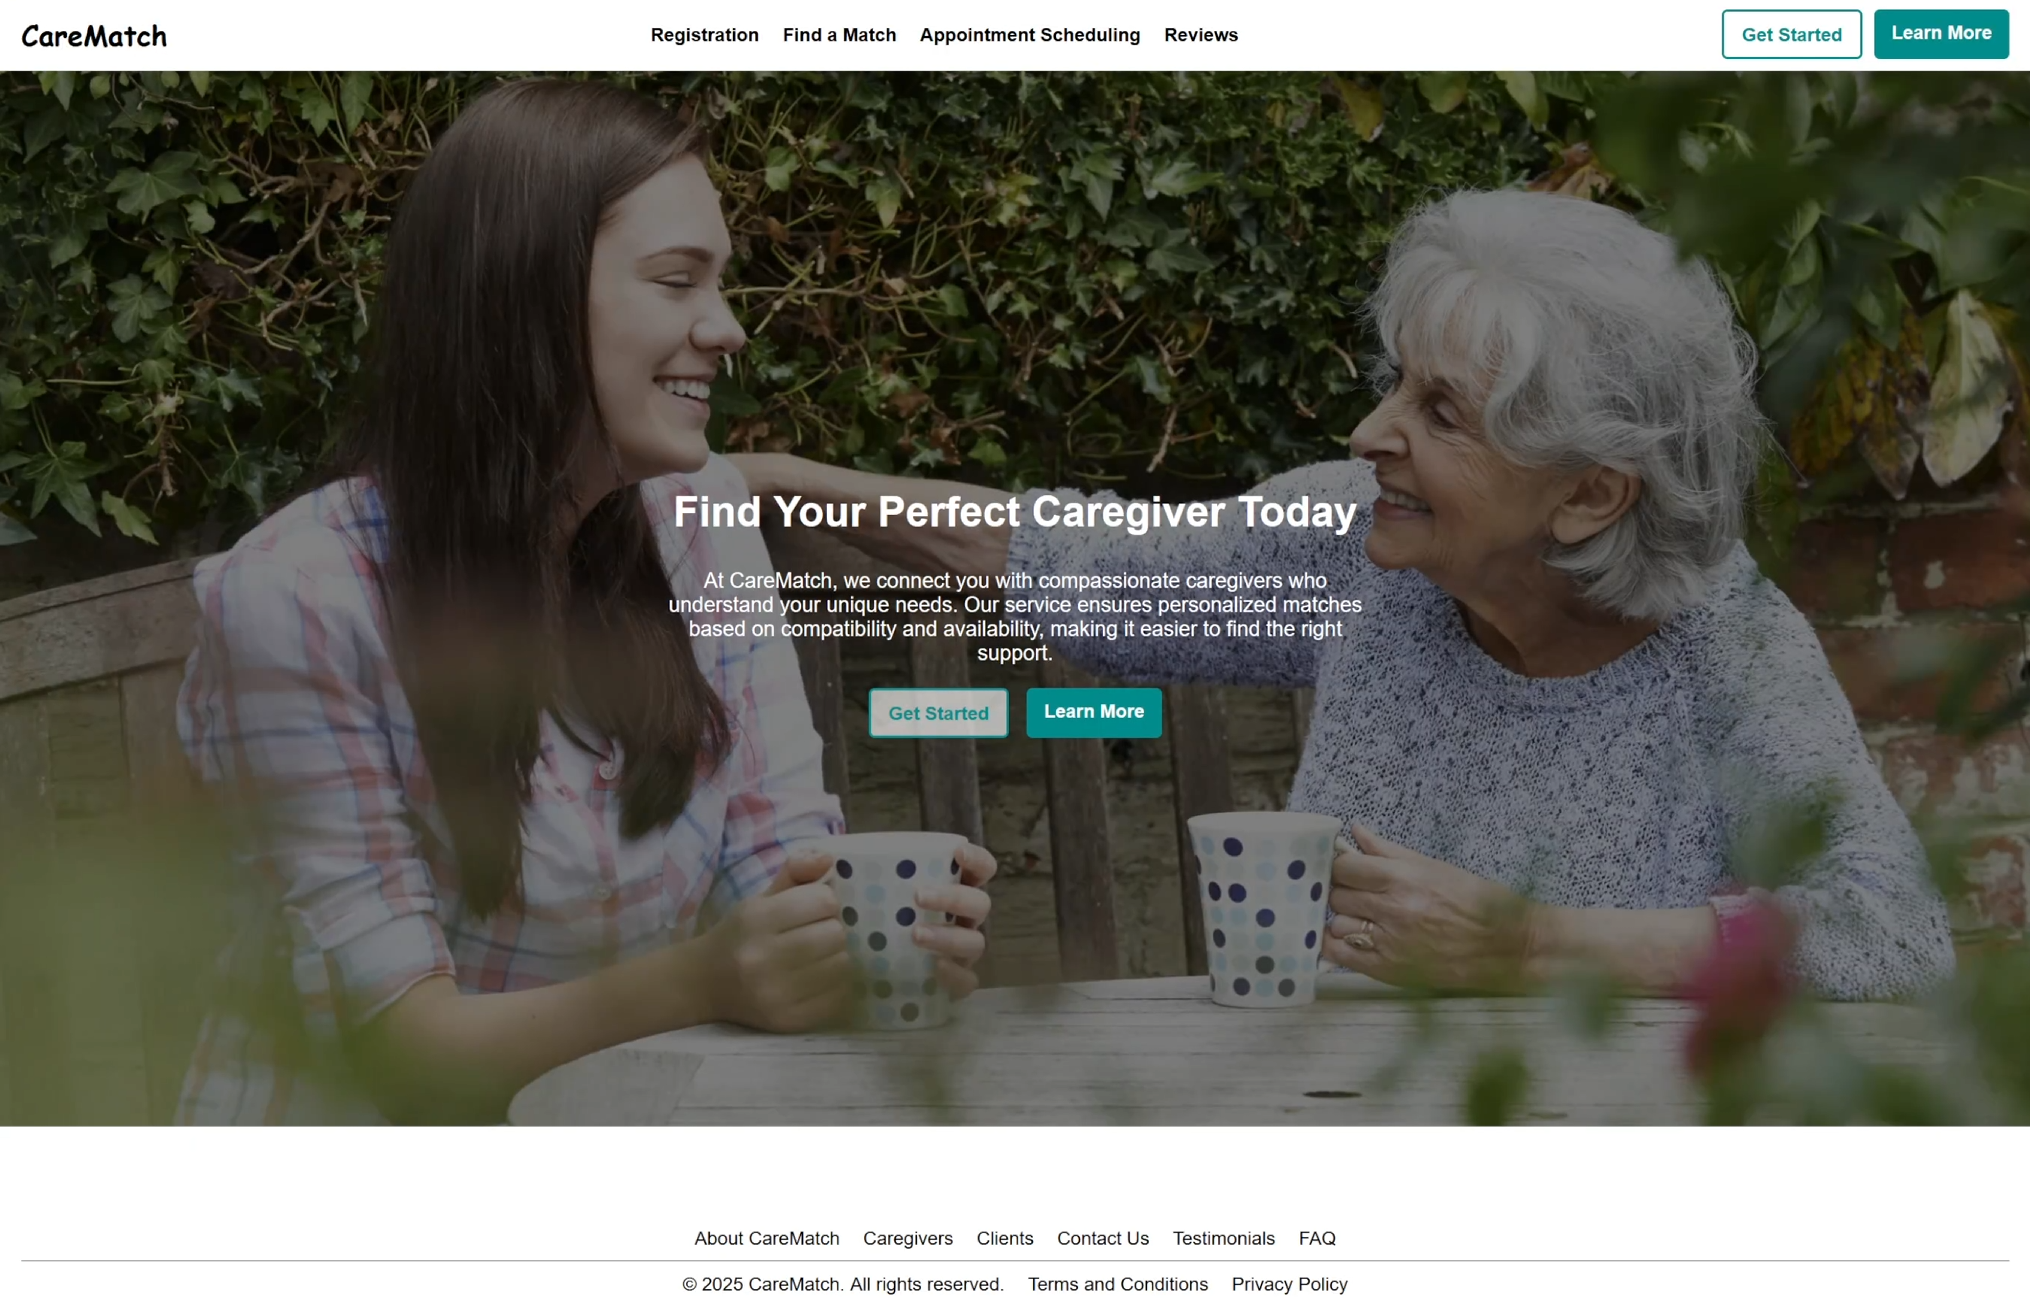 CareMatch
Registration Find a Match Appointment Scheduling Reviews
Get Started Learn More
Find Your Perfect Caregiver Today
At CareMatch, we connect you with compassionate caregivers who
understand your unique needs. Our service ensures personalized matches
based on compatibility and availability, making it easier to find the right
support.
Get Started Learn More
About CareMatch Caregivers Clients Contact Us Testimonials FAQ
© 2025 CareMatch. All rights reserved. Terms and Conditions Privacy Policy